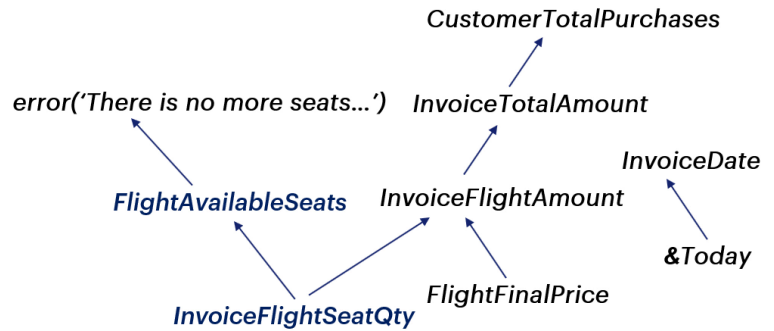 CustomerTotalPurchases
error(‘There is no more seats...’)
InvoiceTotalAmount
InvoiceDate
FlightAvailableSeats
InvoiceFlightAmount
&Today
FlightFinalPrice
InvoiceFlightSeatQty